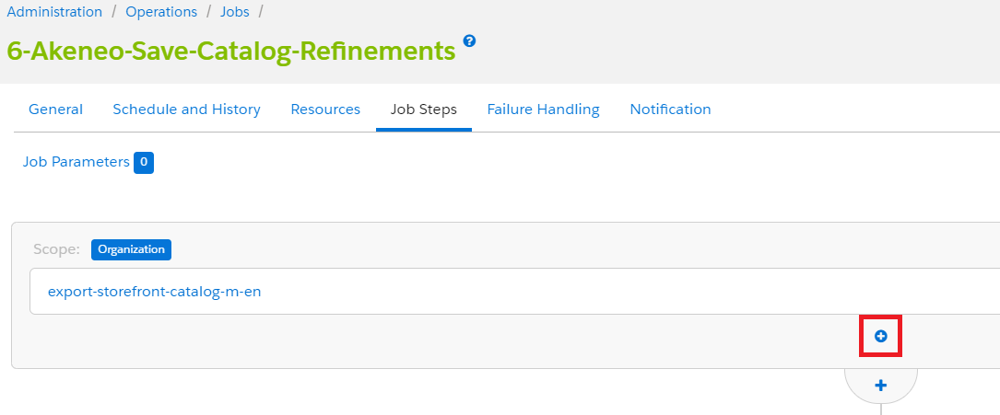 Administration / Operations / Jobs /
6-Akeneo-Save-Catalog-Refinements ?
General Schedule and History Resources Job Steps Failure Handling Notification
Job Parameters 0
Scope: Organization
export-storefront-catalog-m-en